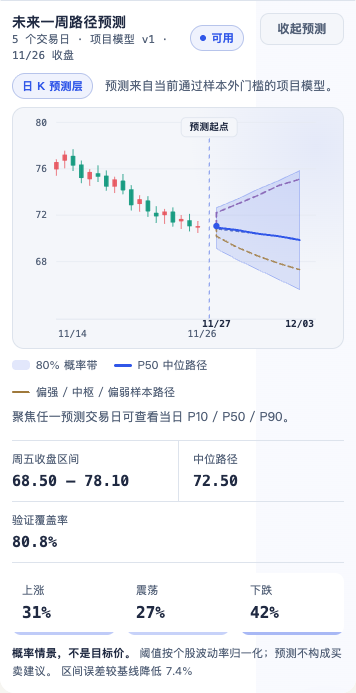 未来一周路径预测
5 个交易日 · 项目模型 v1 ·
11/26 收盘
可用
收起预测
日 K 预测层
预测来自当前通过样本外门槛的项目模型。
80
预测起点
76
72
68
11/27
12/03
11/14
11/26
80% 概率带
P50 中位路径
偏强 / 中枢 / 偏弱样本路径
聚焦任一预测交易日可查看当日 P10 / P50 / P90。
周五收盘区间
68.50 — 78.10
中位路径
72.50
验证覆盖率
80.8%
上涨
31%
震荡
27%
下跌
42%
概率情景，不是目标价。 阈值按个股波动率归一化；预测不构成买
卖建议。 区间误差较基线降低 7.4%